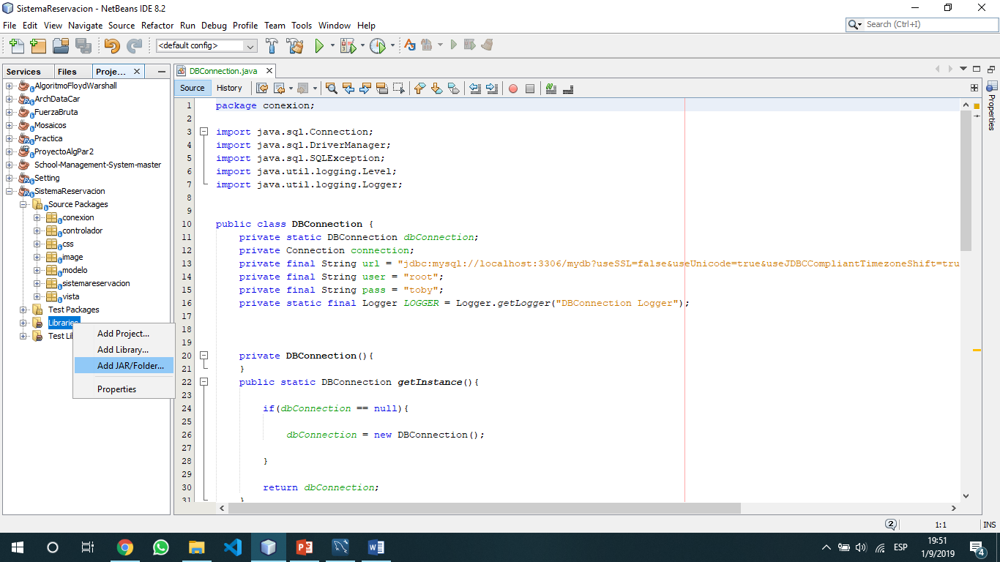 SistemaReservacion - NetBeans IDE 8.2
File Edit View Navigate Source Refactor Run Debug Profile Team Tools Window Help
Search (Ctrl+I)
<default config>
Services Files Proje...
AlgoritmoFloydWarshall
ArchDataCar
FuerzaBruta
Mosaicos
Practica
ProyectoAlgPar2
School-Management-System-master
Setting
SistemaReservacion
Source Packages
conexion
controlador
css
image
modelo
sistemareservacion
vista
Test Packages
Libraries
Test Li
Add Project...
Add Library...
Add JAR/Folder...
Properties
DBConnection.java
Source History
1 package conexion;
2
3 import java.sql.Connection;
4 import java.sql.DriverManager;
5 import java.sql.SQLException;
6 import java.util.logging.Level;
7 import java.util.logging.Logger;
8
9
10 public class DBConnection {
11 private static DBConnection dbConnection;
12 private Connection connection;
13 private final String url = "jdbc:mysql://localhost:3306/mydb?useSSL=false&useUnicode=true&useJDBCCompliantTimezoneShift=tru
14 private final String user = "root";
15 private final String pass = "toby";
16 private static final Logger LOGGER = Logger.getLogger("DBConnection Logger");
17
18
19
20 private DBConnection(){
21 }
22 public static DBConnection getInstance(){
23
24 if(dbConnection == null){
25
26 dbConnection = new DBConnection();
27
28 }
29
30 return dbConnection;
31 }
Properties
2 1:1 INS
ESP
19:51
1/9/2019
4